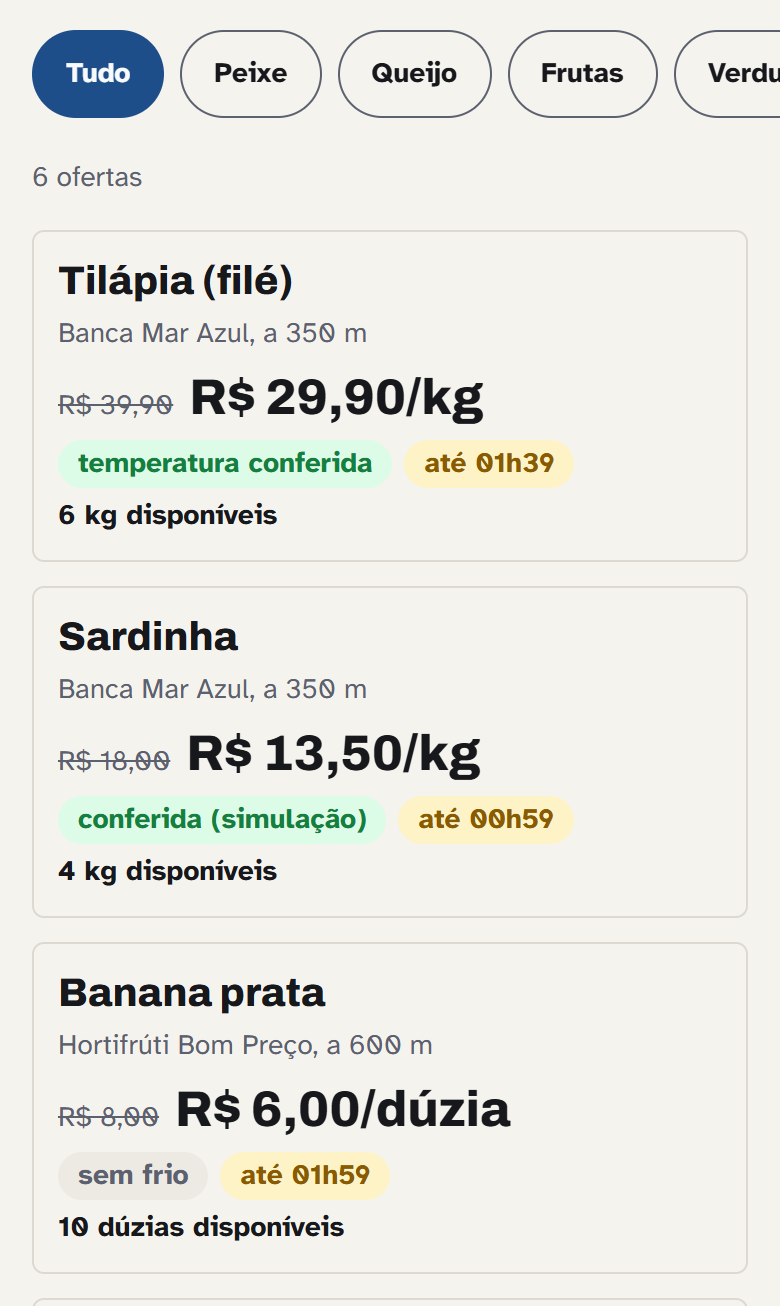 Tudo Peixe Queijo Frutas Verdu
6 ofertas
Tilápia (filé)
Banca Mar Azul, a 350 m
R$ 39,90 R$ 29,90/kg
temperatura conferida até 01h39
6 kg disponíveis
Sardinha
Banca Mar Azul, a 350 m
R$ 18,00 R$ 13,50/kg
conferida (simulação) até 00h59
4 kg disponíveis
Banana prata
Hortifrúti Bom Preço, a 600 m
R$ 8,00 R$ 6,00/dúzia
sem frio até 01h59
10 dúzias disponíveis